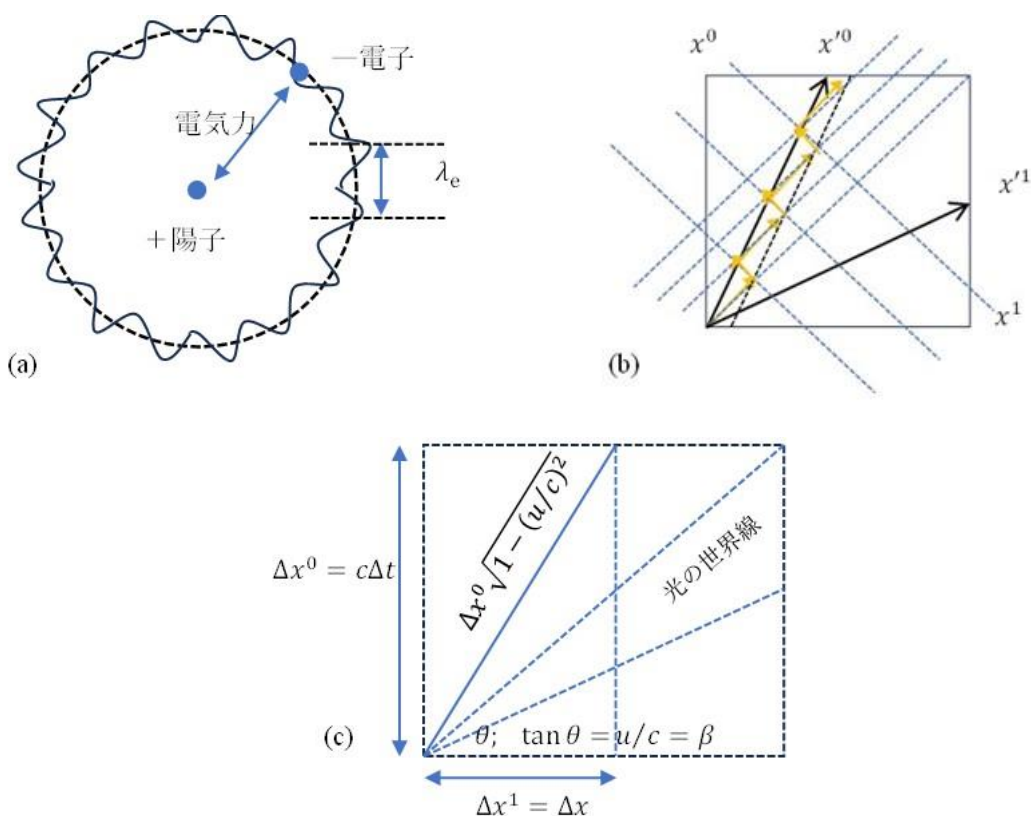 －電子
電気力
λₑ
＋陽子
(a)
x⁰
x′⁰
x′¹
x¹
(b)
Δx⁰√(1 − (u/c)²)
Δx⁰ = cΔt
光の世界線
(c)
θ; tan θ = u/c = β
Δx¹ = Δx